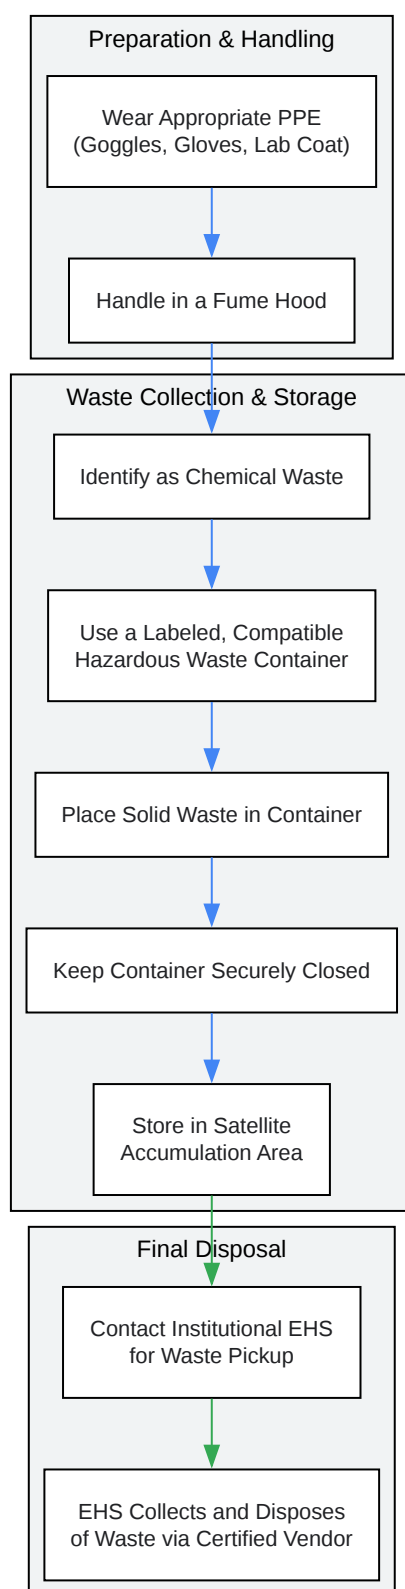 Preparation & Handling
Wear Appropriate PPE
(Goggles, Gloves, Lab Coat)
Handle in a Fume Hood
Waste Collection & Storage
Identify as Chemical Waste
Use a Labeled, Compatible
Hazardous Waste Container
Place Solid Waste in Container
Keep Container Securely Closed
Store in Satellite
Accumulation Area
Final Disposal
Contact Institutional EHS
for Waste Pickup
EHS Collects and Disposes
of Waste via Certified Vendor